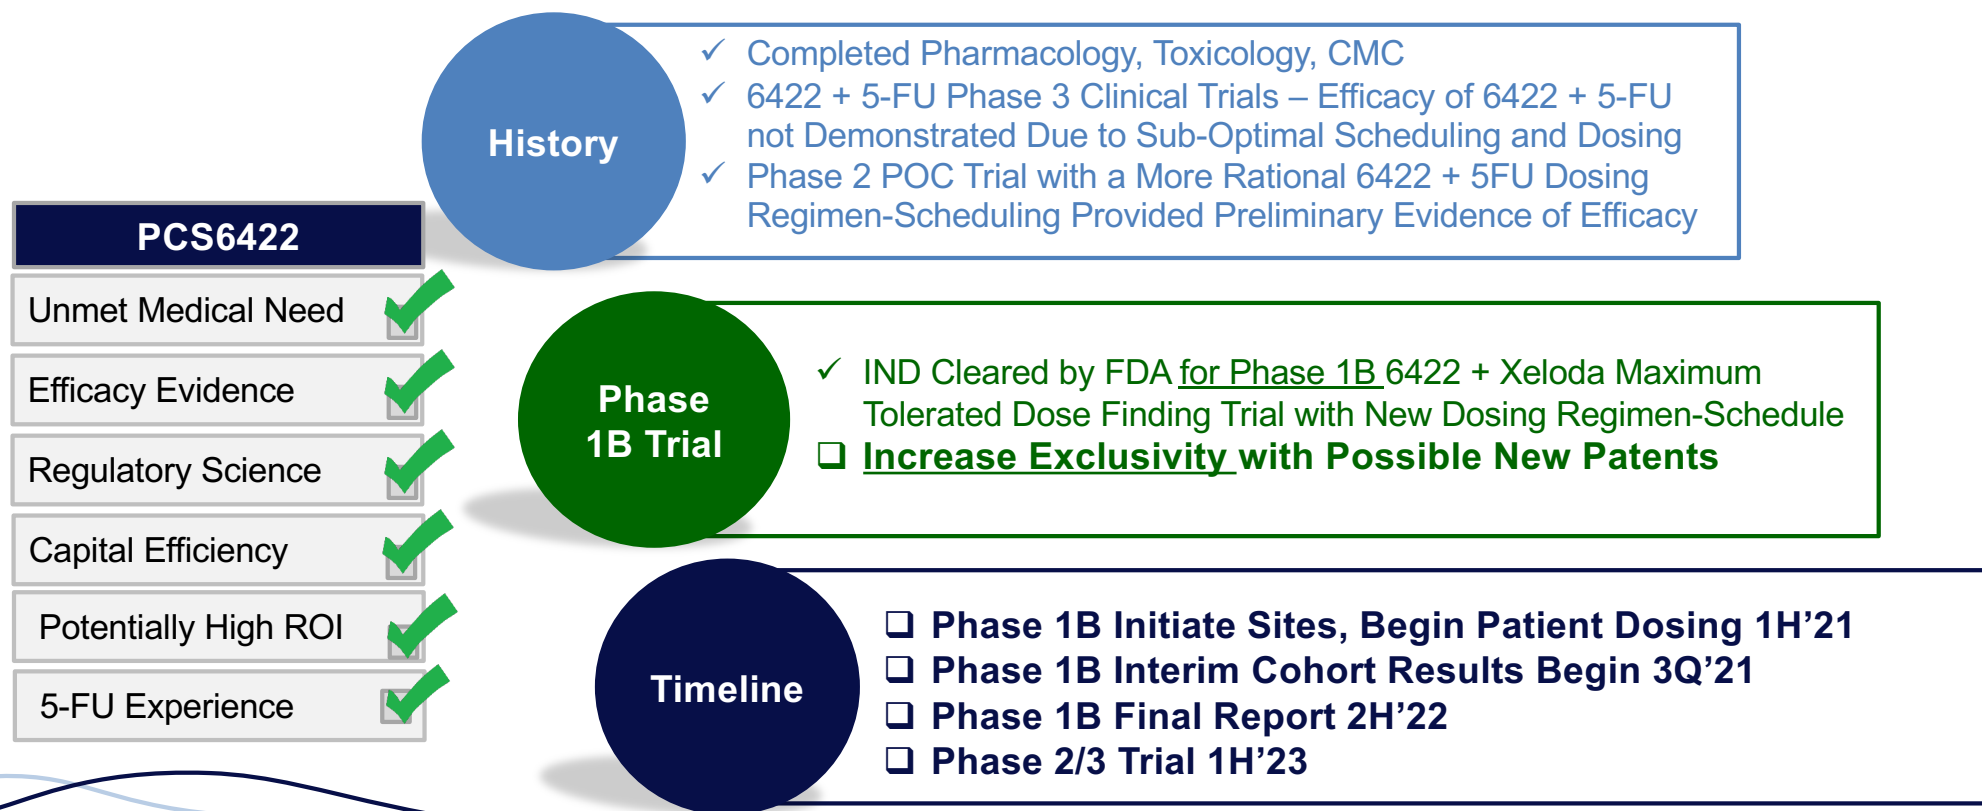 PCS6422
Unmet Medical Need
Efficacy Evidence
Regulatory Science
Capital Efficiency
Potentially High ROI
5-FU Experience
History
✓ Completed Pharmacology, Toxicology, CMC
✓ 6422 + 5-FU Phase 3 Clinical Trials – Efficacy of 6422 + 5-FU
not Demonstrated Due to Sub-Optimal Scheduling and Dosing
✓ Phase 2 POC Trial with a More Rational 6422 + 5FU Dosing
Regimen-Scheduling Provided Preliminary Evidence of Efficacy
Phase
1B Trial
✓ IND Cleared by FDA for Phase 1B 6422 + Xeloda Maximum
Tolerated Dose Finding Trial with New Dosing Regimen-Schedule
❑ Increase Exclusivity with Possible New Patents
Timeline
❑ Phase 1B Initiate Sites, Begin Patient Dosing 1H’21
❑ Phase 1B Interim Cohort Results Begin 3Q’21
❑ Phase 1B Final Report 2H’22
❑ Phase 2/3 Trial 1H’23